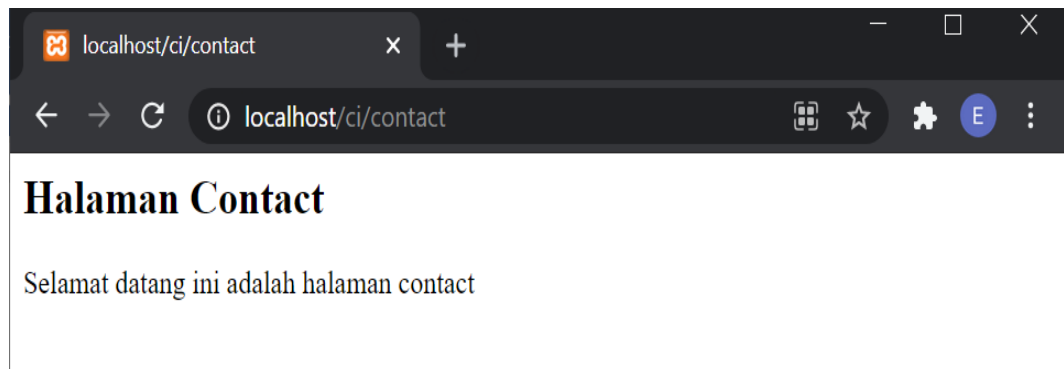 localhost/ci/contact
localhost/ci/contact
E
Halaman Contact
Selamat datang ini adalah halaman contact